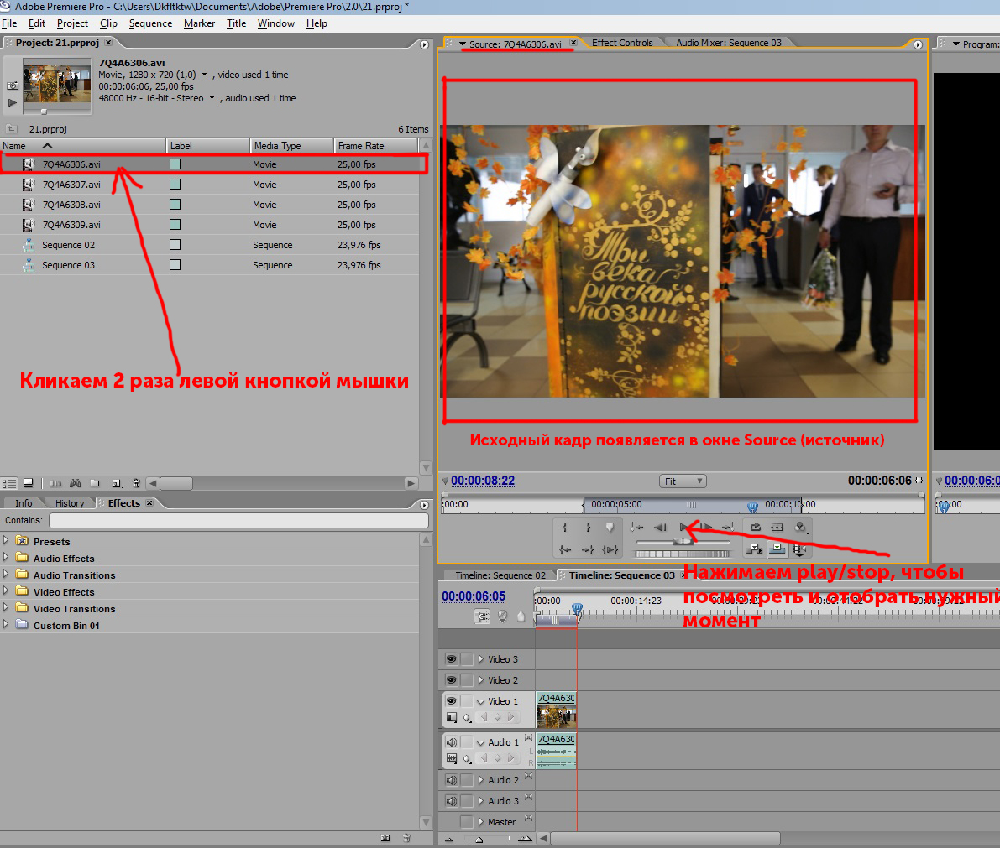 Adobe Premiere Pro - C:\Users\Dkfltktw\Documents\Adobe\Premiere Pro\2.0\21.prproj *
File Edit Project Clip Sequence Marker Title Window Help
Project: 21.prproj
7Q4A6306.avi
Movie, 1280 x 720 (1,0) , video used 1 time
00:00:06:06, 25,00 fps
48000 Hz - 16-bit - Stereo , audio used 1 time
21.prproj 6 Items
Name Label Media Type Frame Rate
7Q4A6306.avi Movie 25,00 fps
7Q4A6307.avi Movie 25,00 fps
7Q4A6308.avi Movie 25,00 fps
7Q4A6309.avi Movie 25,00 fps
Sequence 02 Sequence 23,976 fps
Sequence 03 Sequence 23,976 fps
Кликаем 2 раза левой кнопкой мышки
Source: 7Q4A6306.avi Effect Controls Audio Mixer: Sequence 03
Три
века
русской
поэзии
Исходный кадр появляется в окне Source (источник)
00:00:08:22 Fit 00:00:06:06
:00:00 00:00:05:00 00:00:10:00
Program:
00:00:06:0
Нажимаем play/stop, чтобы
посмотреть и отобрать нужный
момент
Info History Effects
Contains:
Presets
Audio Effects
Audio Transitions
Video Effects
Video Transitions
Custom Bin 01
Timeline: Sequence 02 Timeline: Sequence 03
00:00:06:05 :00:00 00:00:14:23
Video 3
Video 2
Video 1 7Q4A630
Audio 1 7Q4A630
L
R
Audio 2
Audio 3
Master